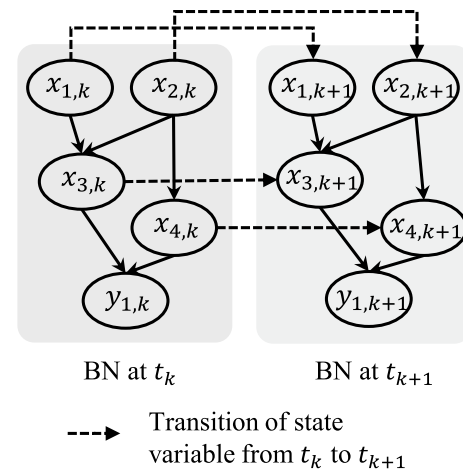 x₁,ₖ x₂,ₖ x₁,ₖ₊₁ x₂,ₖ₊₁
x₃,ₖ x₃,ₖ₊₁
x₄,ₖ x₄,ₖ₊₁
y₁,ₖ y₁,ₖ₊₁
BN at tₖ BN at tₖ₊₁
Transition of state
variable from tₖ to tₖ₊₁